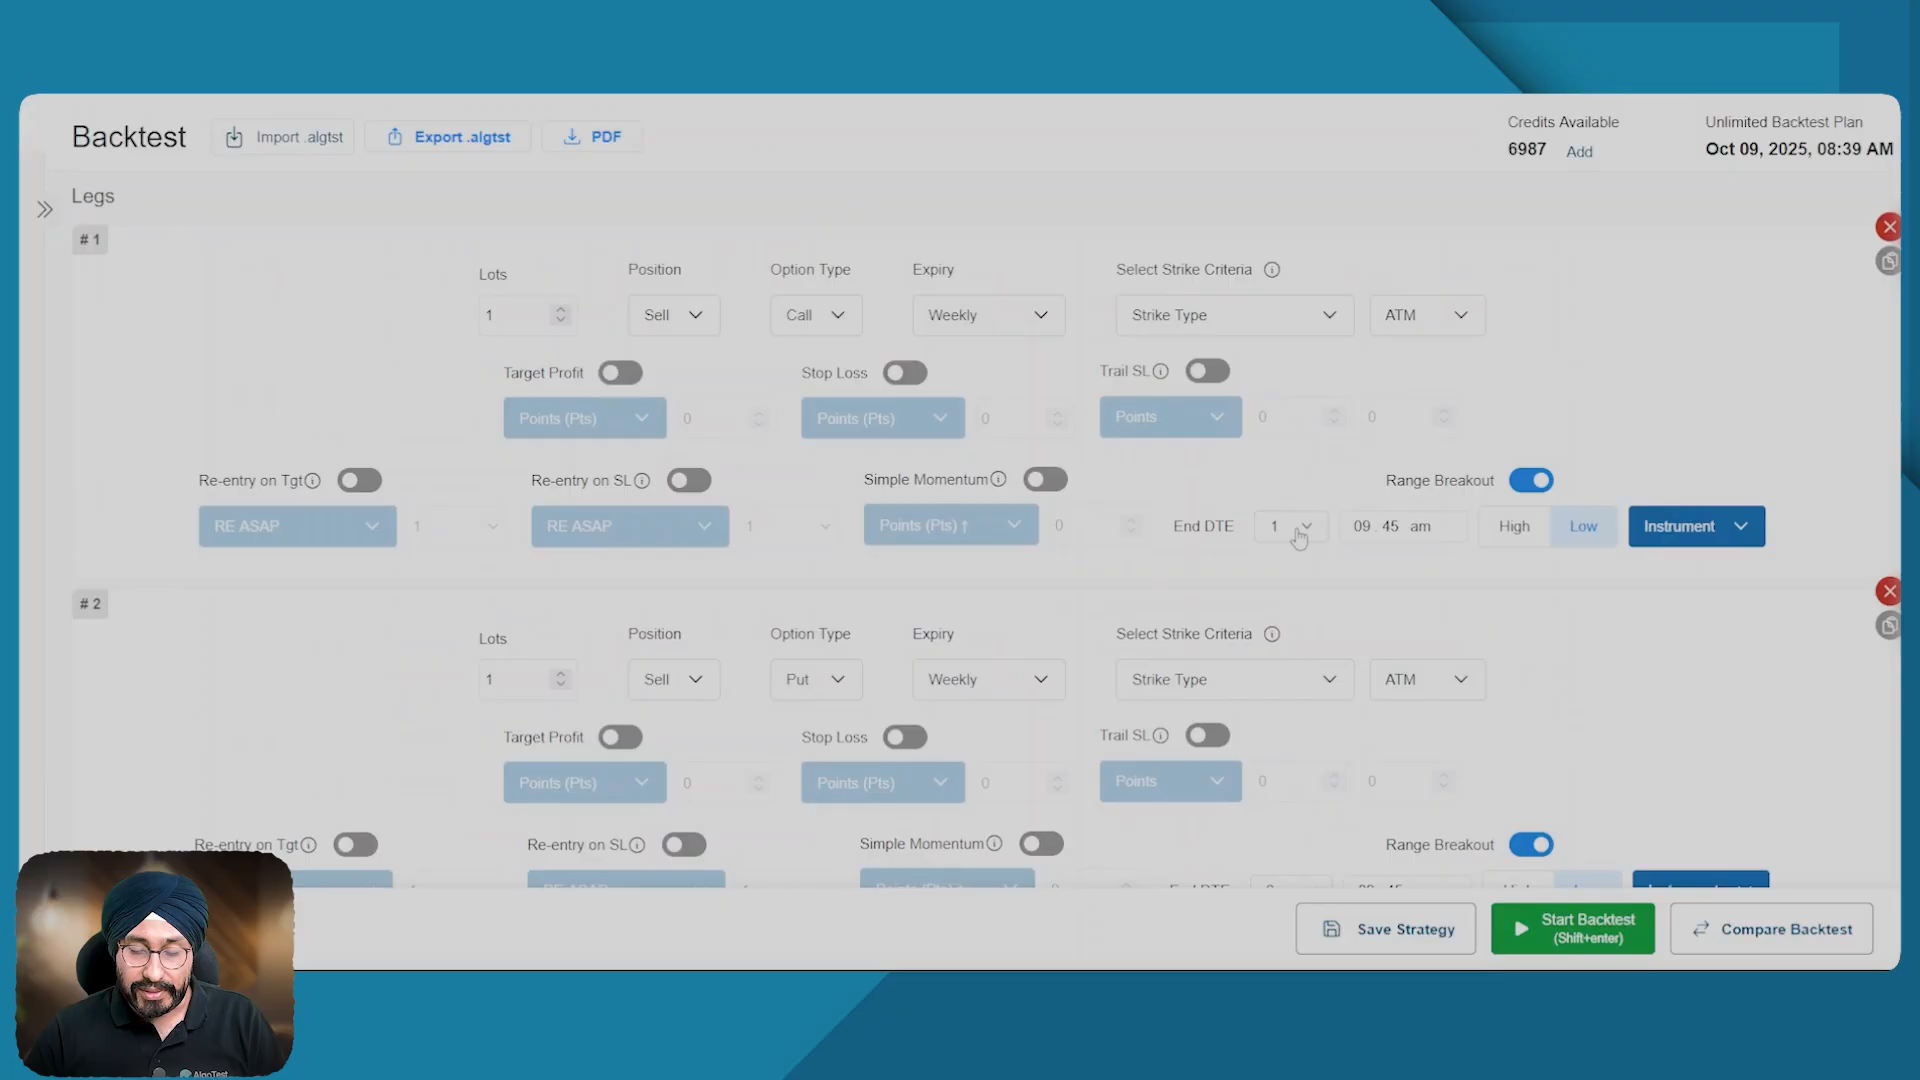 Backtest
Import .algtst
Export .algtst
PDF
Credits Available
6987 Add
Unlimited Backtest Plan
Oct 09, 2025, 08:39 AM
Legs
# 1
Lots
Position
Option Type
Expiry
Select Strike Criteria
1
Sell
Call
Weekly
Strike Type
ATM
Target Profit
Stop Loss
Trail SL
Points (Pts)
0
Points (Pts)
0
Points
0
0
Re-entry on Tgt
Re-entry on SL
Simple Momentum
Range Breakout
RE ASAP
1
RE ASAP
1
Points (Pts) ↑
0
End DTE
1
09 . 45 am
High
Low
Instrument
# 2
Lots
Position
Option Type
Expiry
Select Strike Criteria
1
Sell
Put
Weekly
Strike Type
ATM
Target Profit
Stop Loss
Trail SL
Points (Pts)
0
Points (Pts)
0
Points
0
0
Re-entry on Tgt
Re-entry on SL
Simple Momentum
Range Breakout
Save Strategy
Start Backtest
(Shift+enter)
Compare Backtest
AlgoTest